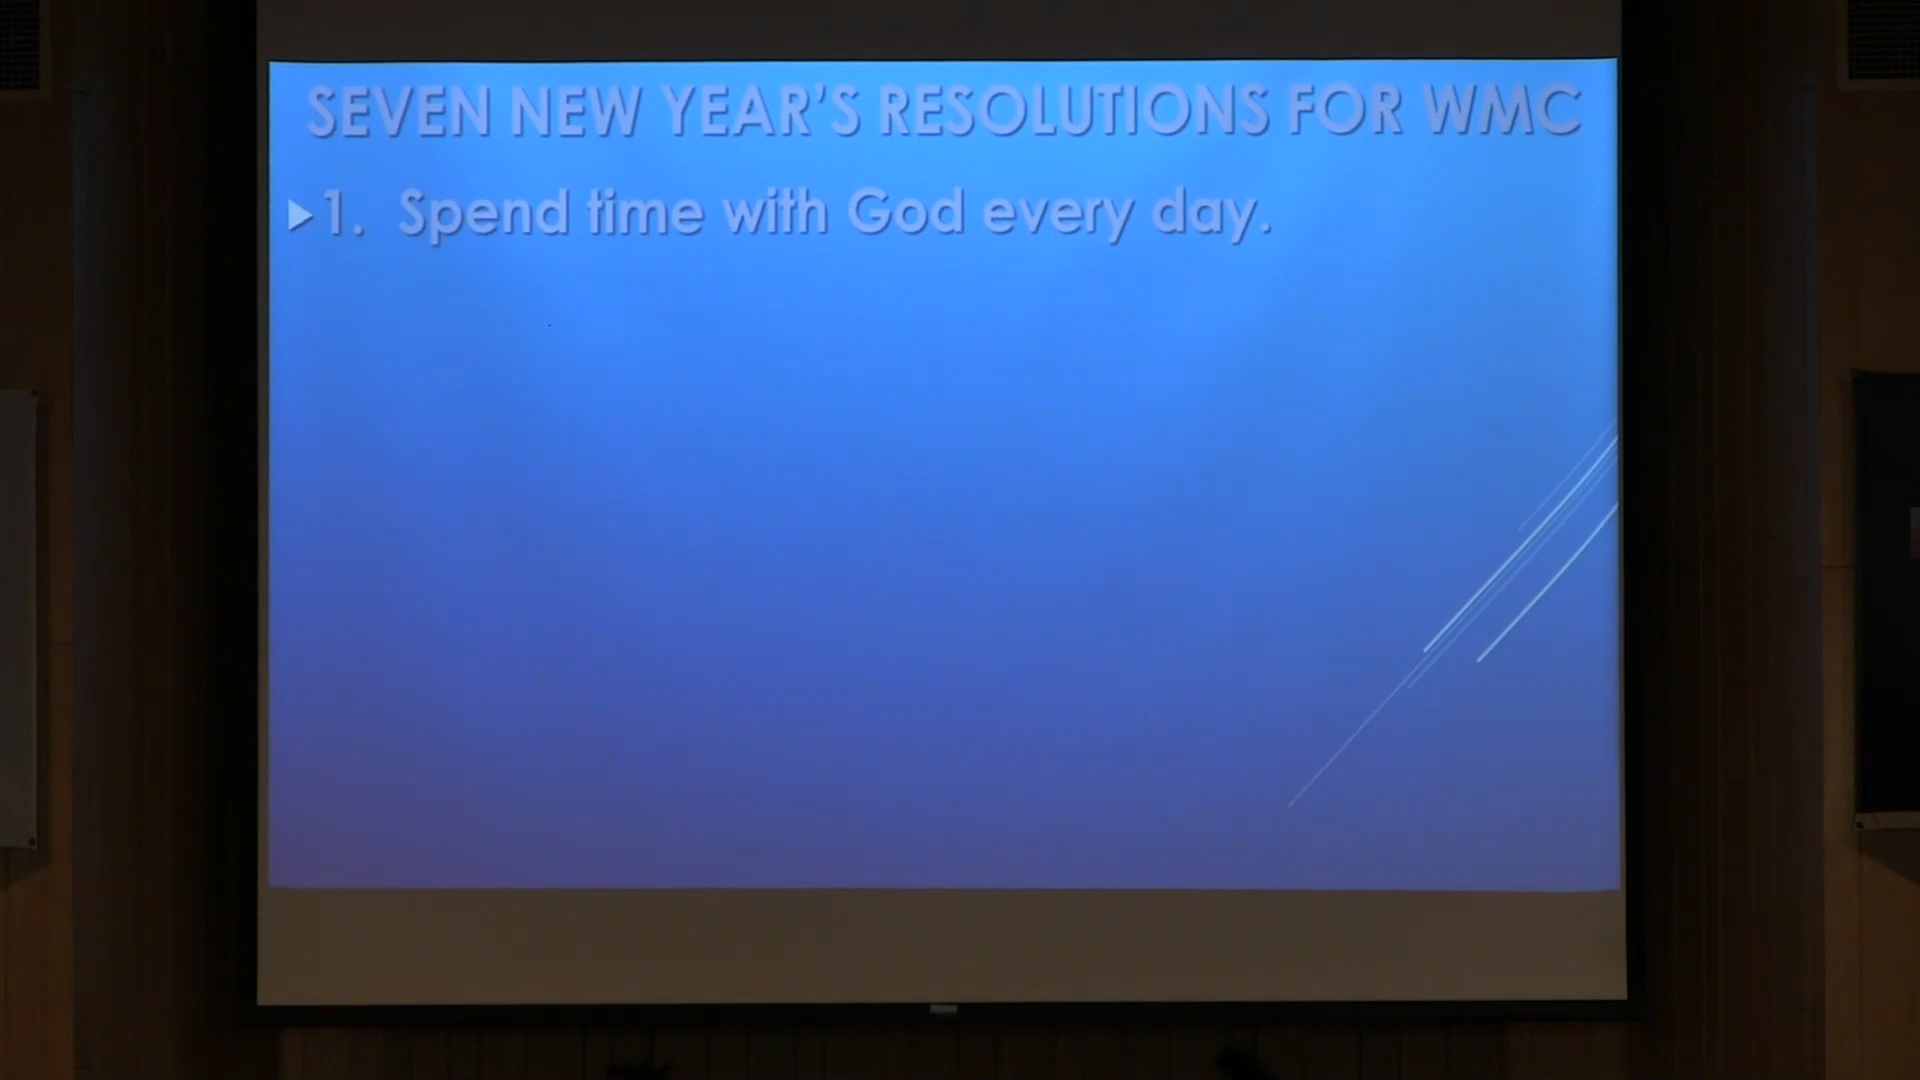 SEVEN NEW YEAR'S RESOLUTIONS FOR WMC
1. Spend time with God every day.